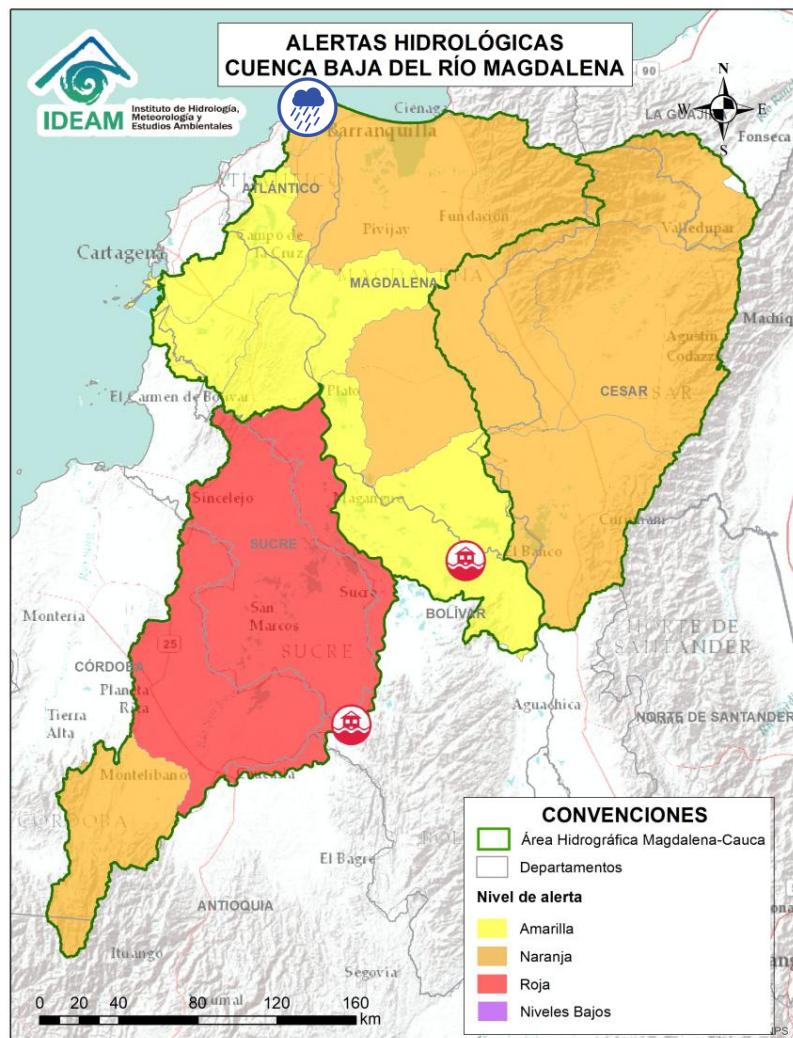 ALERTAS HIDROLÓGICAS
CUENCA BAJA DEL RÍO MAGDALENA
IDEAM
Instituto de Hidrología,
Meteorología y
Estudios Ambientales
N
W
E
S
90
LA GUAJIRA
Fonseca
Ciénaga
Barranquilla
ATLÁNTICO
Cartagena
Campo de
la Cruz
Pivijay
Fundación
Valledupar
MAGDALENA
Agustín
Codazzi
Machiq
CESAR
El Carmen de Bolívar
Plato
Sincelejo
Magangué
SUCRE
Sucre
El Banco
Curumaní
San
Marcos
SUCRE
BOLÍVAR
NORTE DE
SANTANDER
Montería
25
CÓRDOBA
Planeta
Rica
Tierra
Alta
Aguachica
NORTE DE SANTANDER
Montelíbano
CÓRDOBA
El Bagre
ANTIOQUIA
Ituango
Segovia
CONVENCIONES
Área Hidrográfica Magdalena-Cauca
Departamentos
Nivel de alerta
Amarilla
Naranja
Roja
Niveles Bajos
0 20 40 80 120 160
km